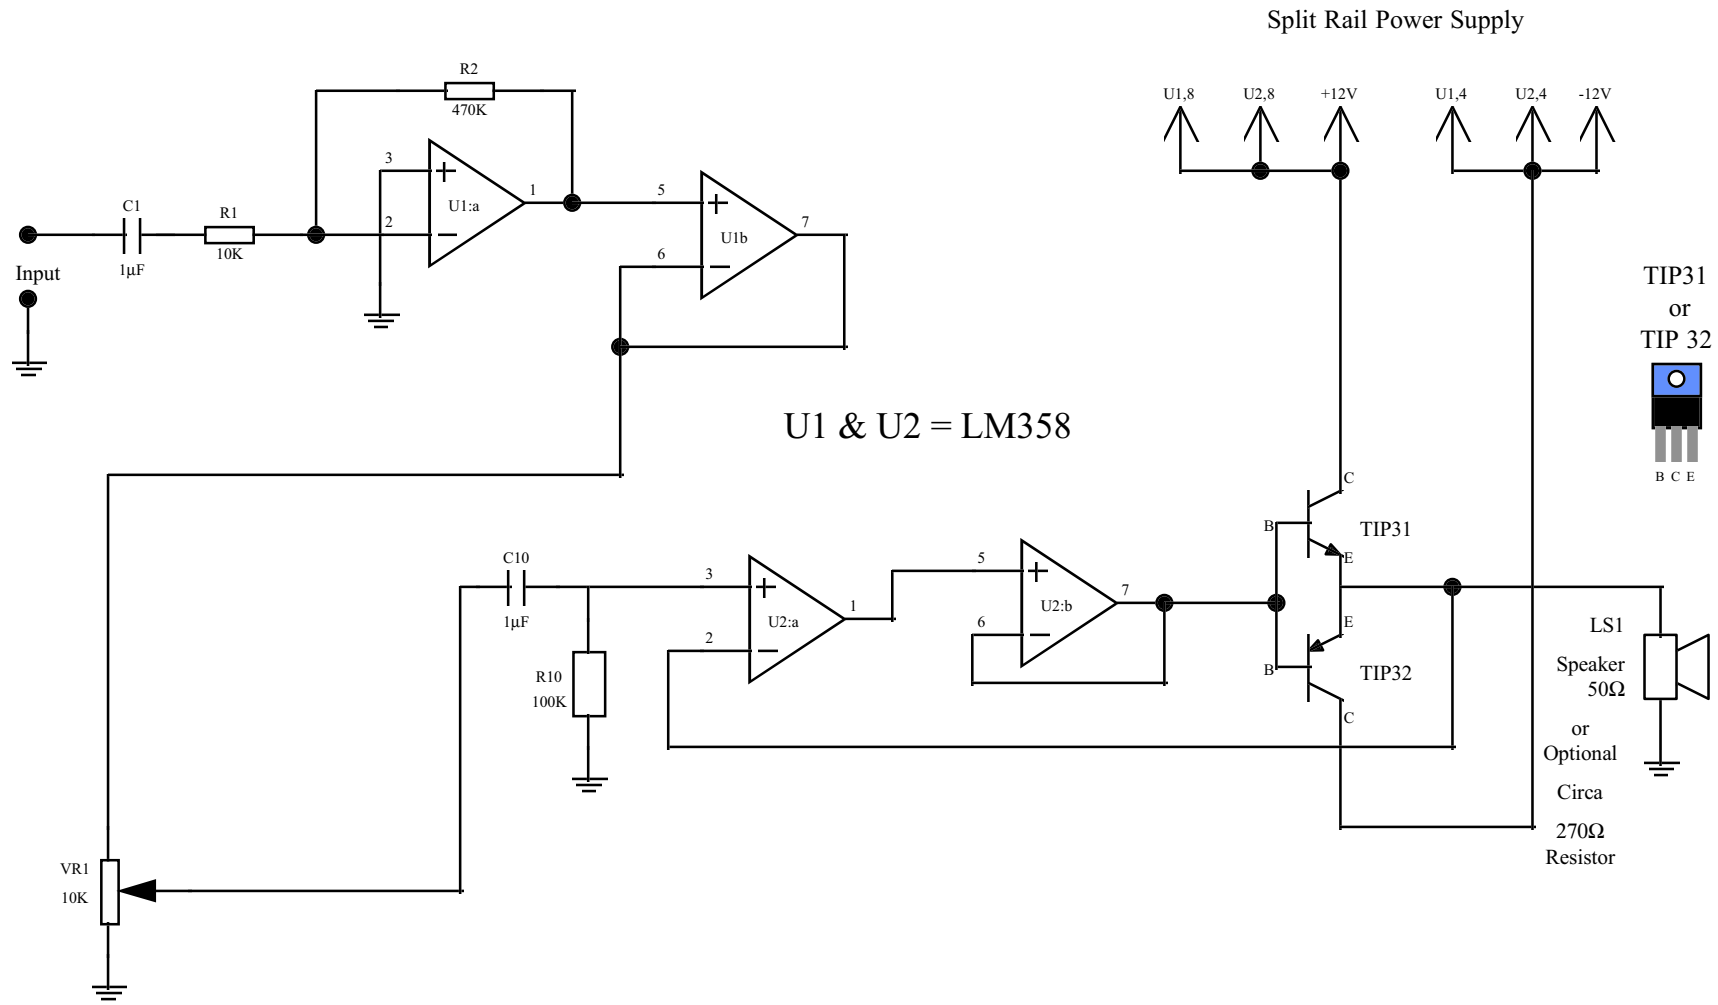 Split Rail Power Supply
R2
470K
U1,8
U2,8
+12V
U1,4
U2,4
-12V
3
U1:a
1
2
C1
1µF
R1
10K
Input
5
U1b
7
6
TIP31
or
TIP 32
B C E
U1 & U2 = LM358
C
B
TIP31
E
C10
1µF
3
U2:a
1
2
5
U2:b
7
6
R10
100K
E
B
TIP32
C
LS1
Speaker
50Ω
or
Optional
Circa
270Ω
Resistor
VR1
10K